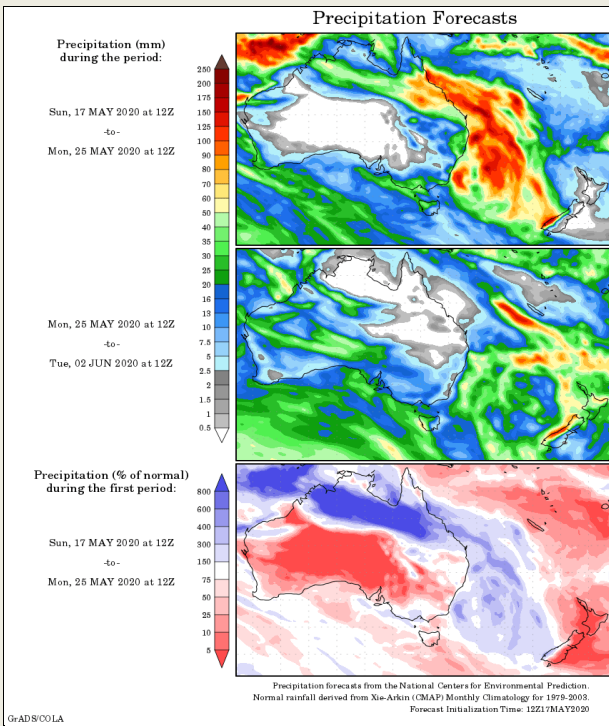 Precipitation Forecasts
Precipitation (mm)
during the period:
Sun, 17 MAY 2020 at 12Z
-to-
Mon, 25 MAY 2020 at 12Z
250
200
175
150
125
100
90
80
70
60
50
40
35
30
25
20
16
13
10
7.5
5
2.5
2
1.5
1
0.5
Mon, 25 MAY 2020 at 12Z
-to-
Tue, 02 JUN 2020 at 12Z
Precipitation (% of normal)
during the first period:
Sun, 17 MAY 2020 at 12Z
-to-
Mon, 25 MAY 2020 at 12Z
800
600
400
300
150
75
50
25
10
5
Precipitation forecasts from the National Centers for Environmental Prediction.
Normal rainfall derived from Xie-Arkin (CMAP) Monthly Climatology for 1979-2003.
Forecast Initialization Time: 12Z17MAY2020
GrADS/COLA